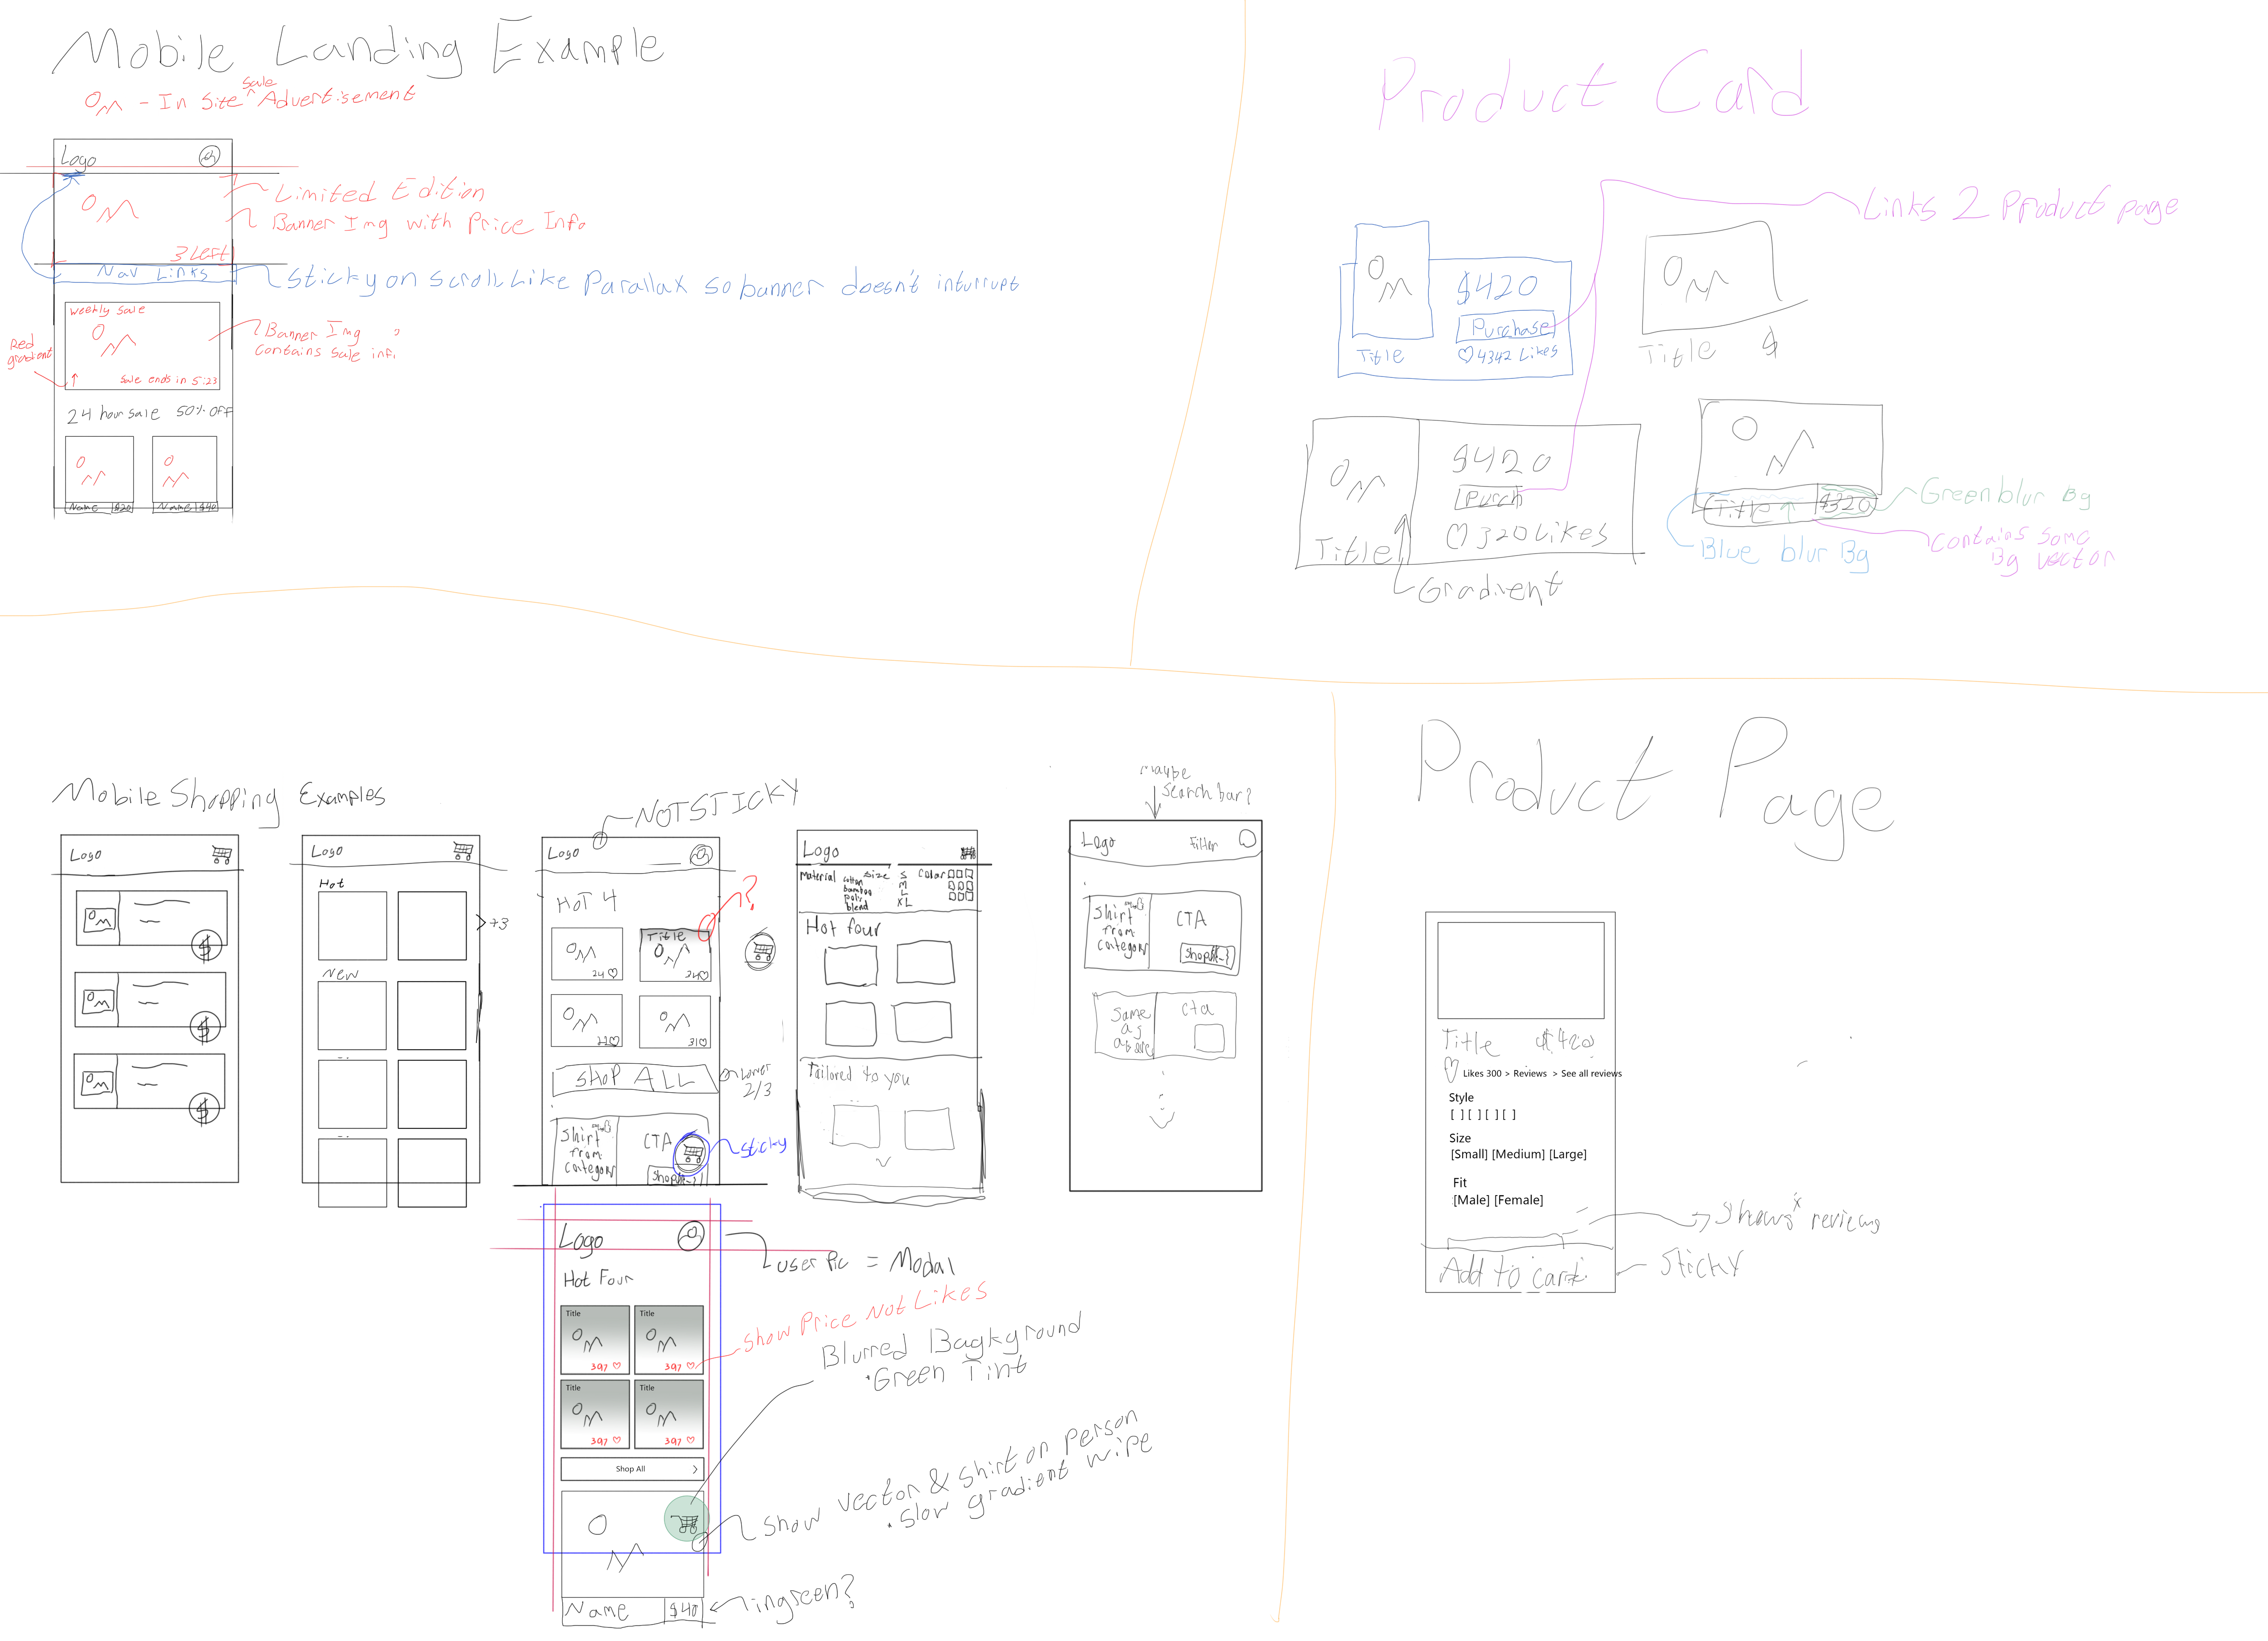 Mobile Landing Example
- In Site Sale Advertisement
Logo
Limited Edition
Banner Img with Price Info
3 Left
Nav Links
Sticky on scroll Like Parallax so banner doesn't inturrupt
Weekly Sale
Banner Img
contains sale info
Red
gradient
Sale ends in 5:23
24 hour sale 50% OFF
Name $20
Name $40
Product Card
Links 2 Product page
$420
Purchase
Title
4342 Likes
Title $
$420
Purch
320 Likes
Title
Gradient
Title $320
Green blur Bg
Blue blur Bg
contains some
Bg vector
Mobile Shopping Examples
Logo
$
$
$
Logo
Hot
+3
New
NOT STICKY
Logo
HOT 4
?
Title
24
24
22
31
SHOP ALL
Lower
2/3
Shirt
from
category
CTA
Shop
Sticky
Logo
Material
cotton
bamboo
poly
blend
Size
S
M
L
XL
Color
Hot four
Tailored to you
Maybe
Search bar?
Logo Filter
Shirt
from
category
CTA
Shop
Same
as
above
cta
Logo
User Pic = Modal
Hot Four
Title Title
397 397
Title Title
397 397
Show Price Not Likes
Blurred Bagkground
Green Tint
Shop All >
Show vector & shirt on person
slow gradient wipe
Name $40
in green?
Product Page
Title $420
Likes 300 > Reviews > See all reviews
Style
[ ] [ ] [ ] [ ]
Size
[Small] [Medium] [Large]
Fit
[Male] [Female]
Shows reviews
Add to cart
Sticky